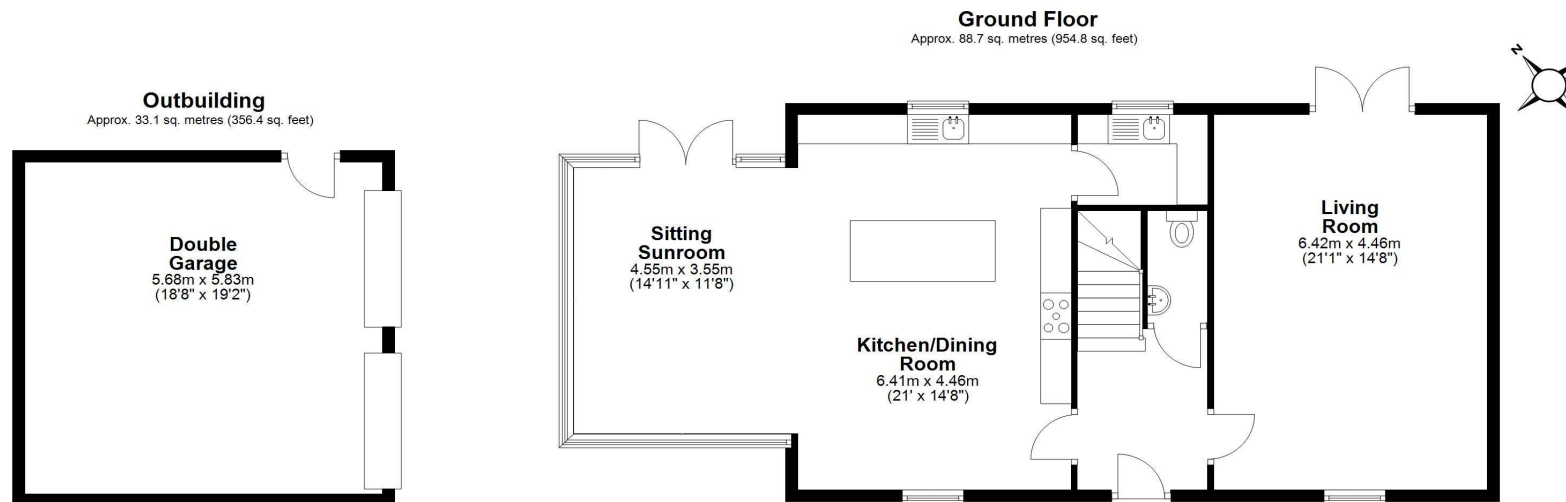 Ground Floor
Approx. 88.7 sq. metres (954.8 sq. feet)
N
Outbuilding
Approx. 33.1 sq. metres (356.4 sq. feet)
Double
Garage
5.68m x 5.83m
(18'8" x 19'2")
Sitting
Sunroom
4.55m x 3.55m
(14'11" x 11'8")
Kitchen/Dining
Room
6.41m x 4.46m
(21' x 14'8")
Living
Room
6.42m x 4.46m
(21'1" x 14'8")